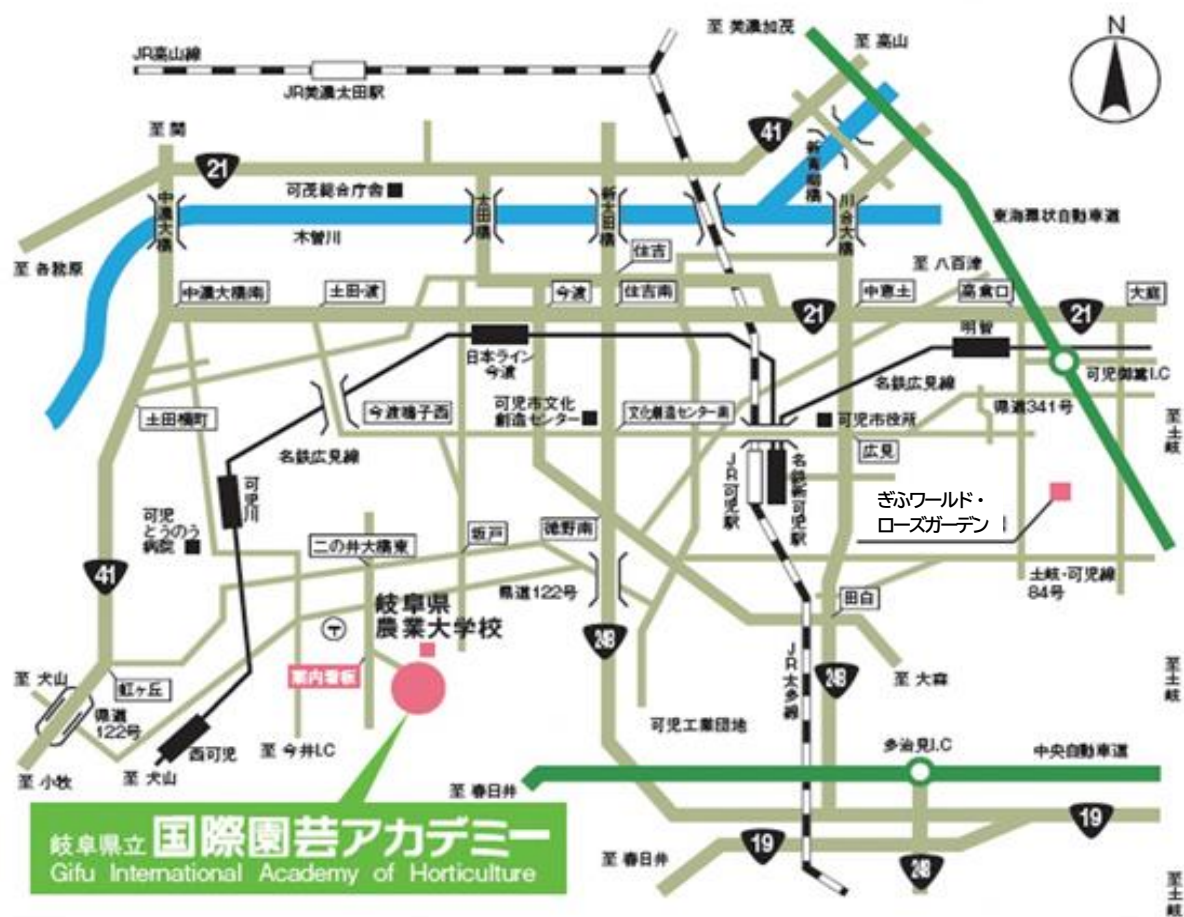 至 美濃加茂
N
JR高山線
至 高山
JR美濃太田駅
至 関
41
21
新青柳橋
可茂総合庁舎
中濃大橋
太田橋
新太田橋
川合大橋
木曽川
東海環状自動車道
住吉
至 各務原
至 八百津
中濃大橋南
土田・渡
今渡
住吉南
中恵土
高倉口
大庭
21
21
明智
日本ライン
今渡
名鉄広見線
可児御嵩I.C
土田横町
今渡鳴子西
可児市文化
創造センター
文化創造センター南
可児市役所
県道341号
至 土岐
広見
名鉄広見線
可児川
JR可児駅
名鉄新可児駅
ぎふワールド・
ローズガーデン
可児
とうのう
病院
二の井大橋東
坂戸
徳野南
41
県道122号
土岐・可児線
84号
田白
岐阜県
農業大学校
248
JR太多線
248
案内看板
至 大森
至 土岐
至 犬山
虹ヶ丘
県道
122号
西可児
至 今井I.C
可児工業団地
多治見I.C
中央自動車道
至 小牧
至 犬山
至 春日井
岐阜県立 国際園芸アカデミー
Gifu International Academy of Horticulture
19
19
至 春日井
248
至 土岐